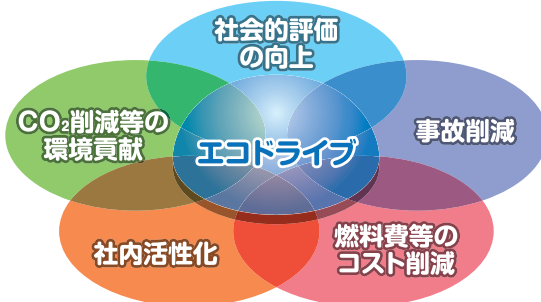 社会的評価
の向上
CO₂削減等の
環境貢献
エコドライブ
事故削減
社内活性化
燃料費等の
コスト削減